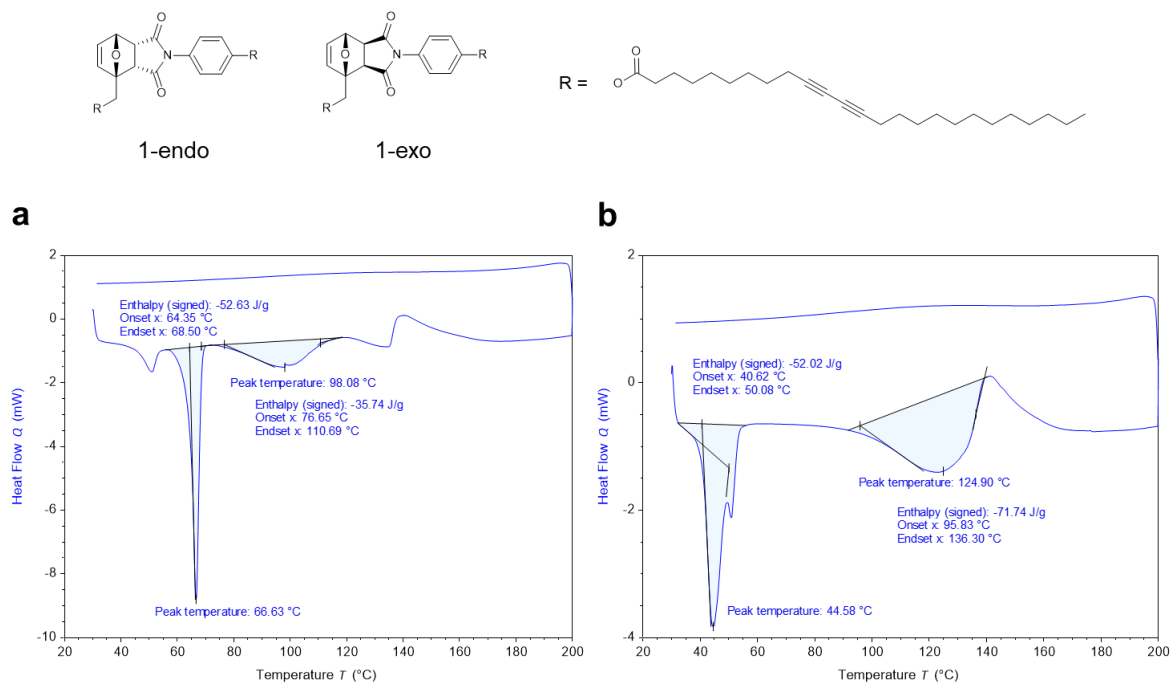 O
O
N
O
R
R
1-endo
O
O
N
O
R
R
1-exo
R =
O
O
a
Enthalpy (signed): -52.63 J/g
Onset x: 64.35 °C
Endset x: 68.50 °C
Peak temperature: 98.08 °C
Enthalpy (signed): -35.74 J/g
Onset x: 76.65 °C
Endset x: 110.69 °C
Peak temperature: 66.63 °C
2
0
-2
-4
-6
-8
-10
Heat Flow Q (mW)
20 40 60 80 100 120 140 160 180 200
Temperature T (°C)
b
Enthalpy (signed): -52.02 J/g
Onset x: 40.62 °C
Endset x: 50.08 °C
Peak temperature: 124.90 °C
Enthalpy (signed): -71.74 J/g
Onset x: 95.83 °C
Endset x: 136.30 °C
Peak temperature: 44.58 °C
2
0
-2
-4
Heat Flow Q (mW)
20 40 60 80 100 120 140 160 180 200
Temperature T (°C)